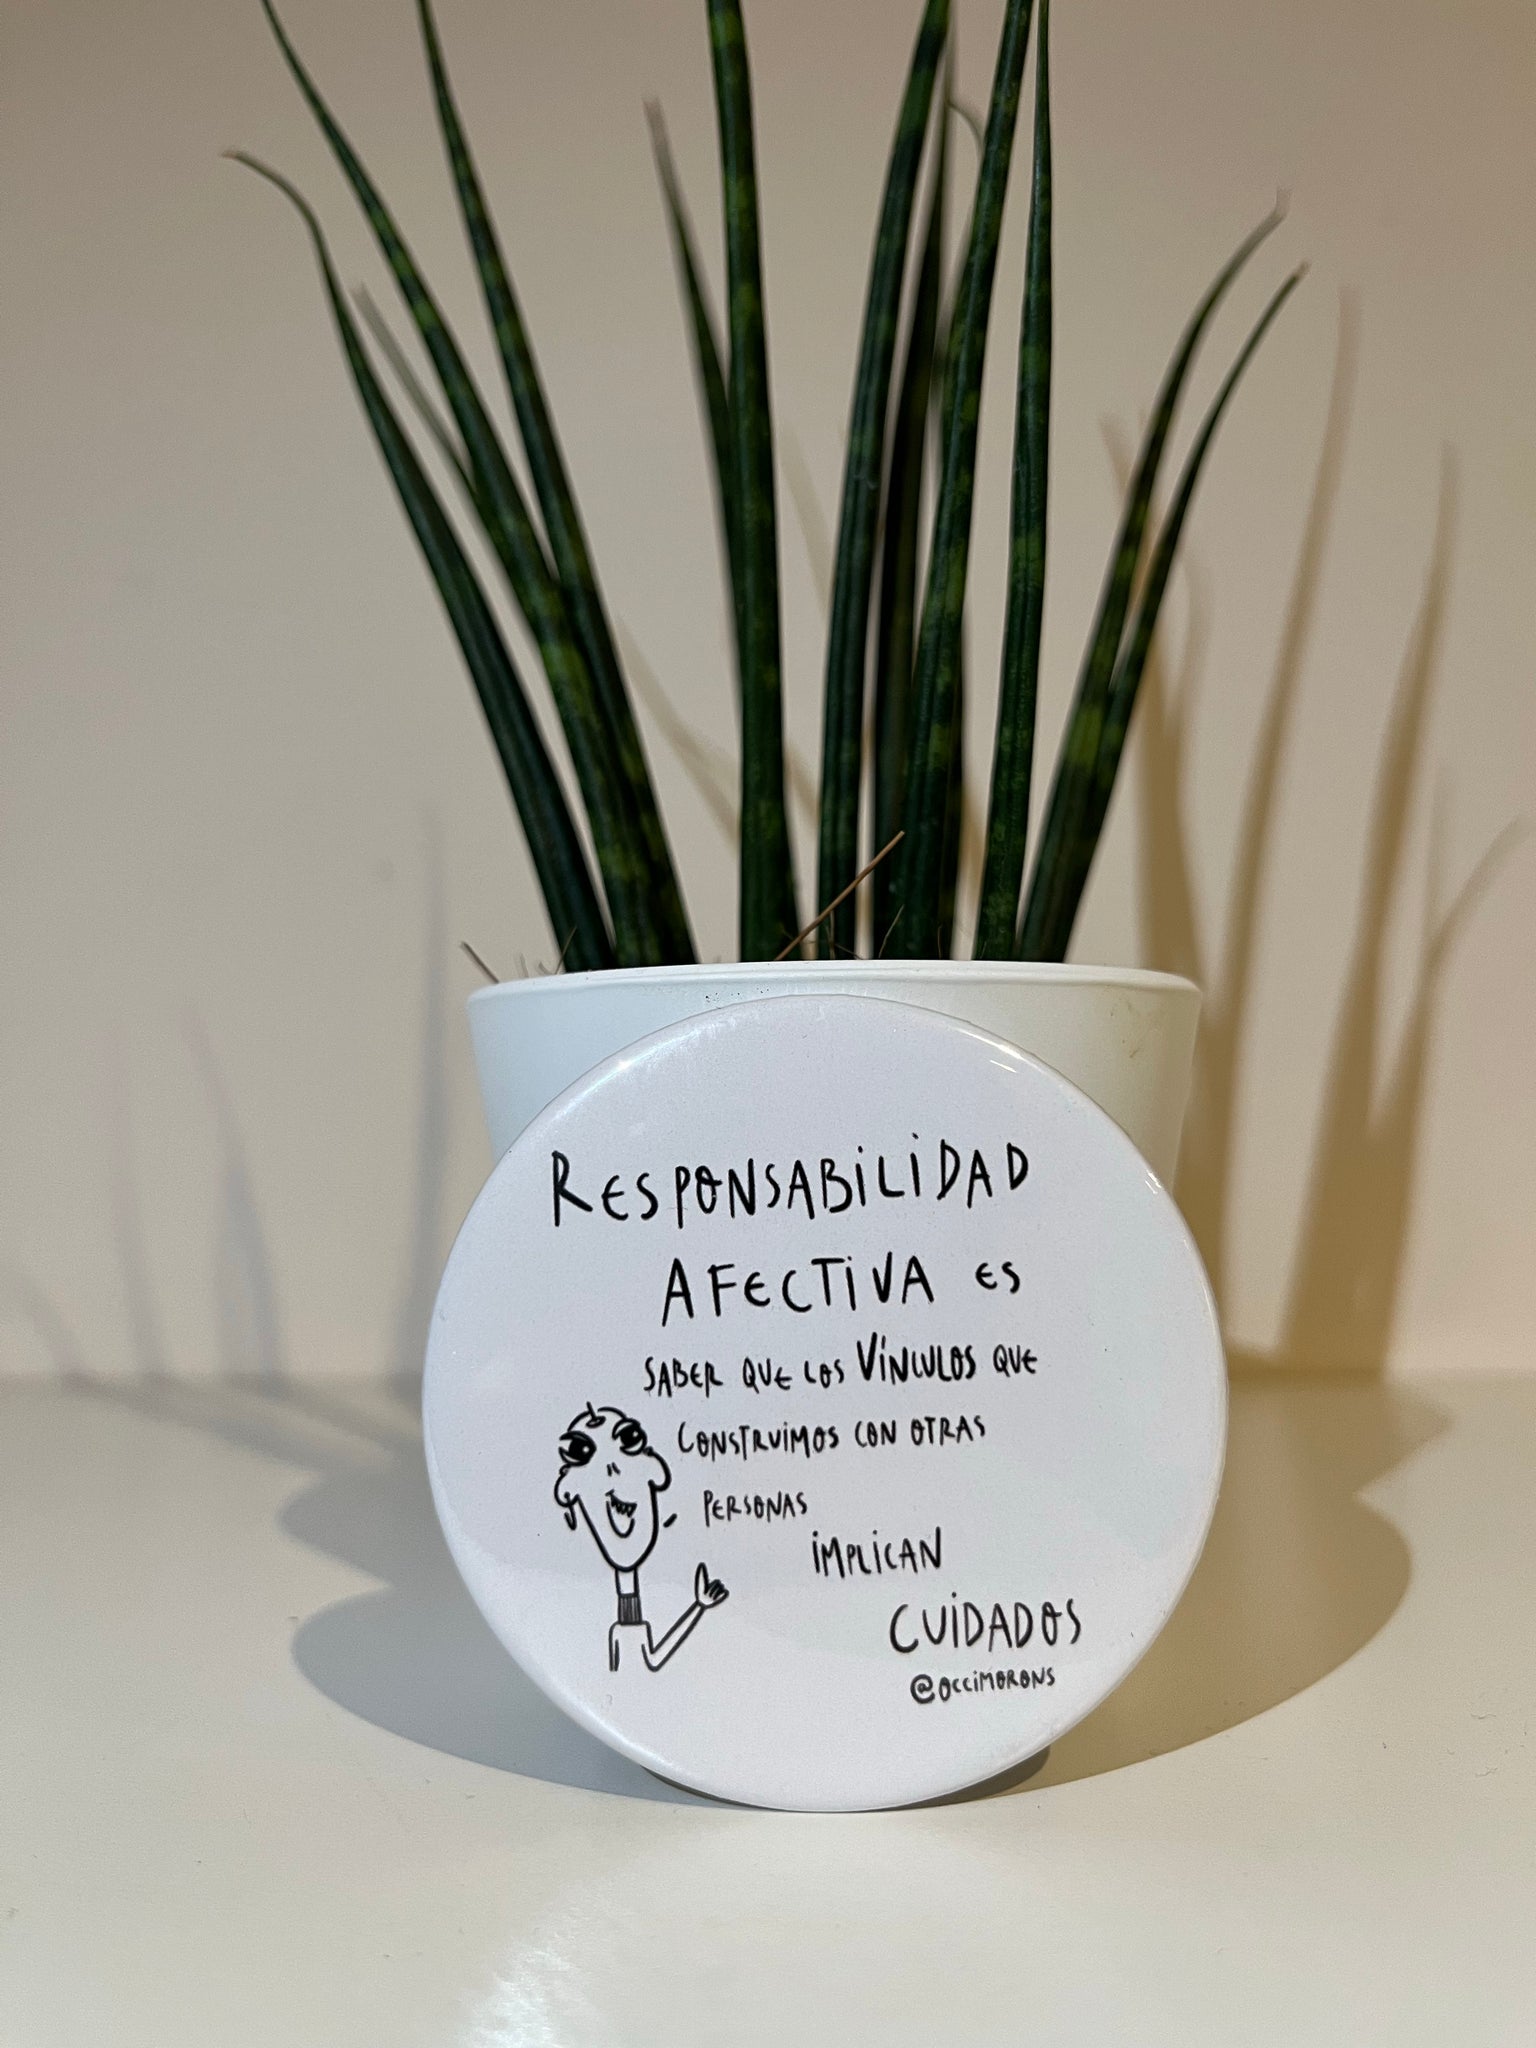 RESPONSABILIDAD
AFECTIVA ES
SABER QUE LOS VÍNCULOS QUE
CONSTRUIMOS CON OTRAS
PERSONAS
IMPLICAN
CUIDADOS
@OCCIMORONS